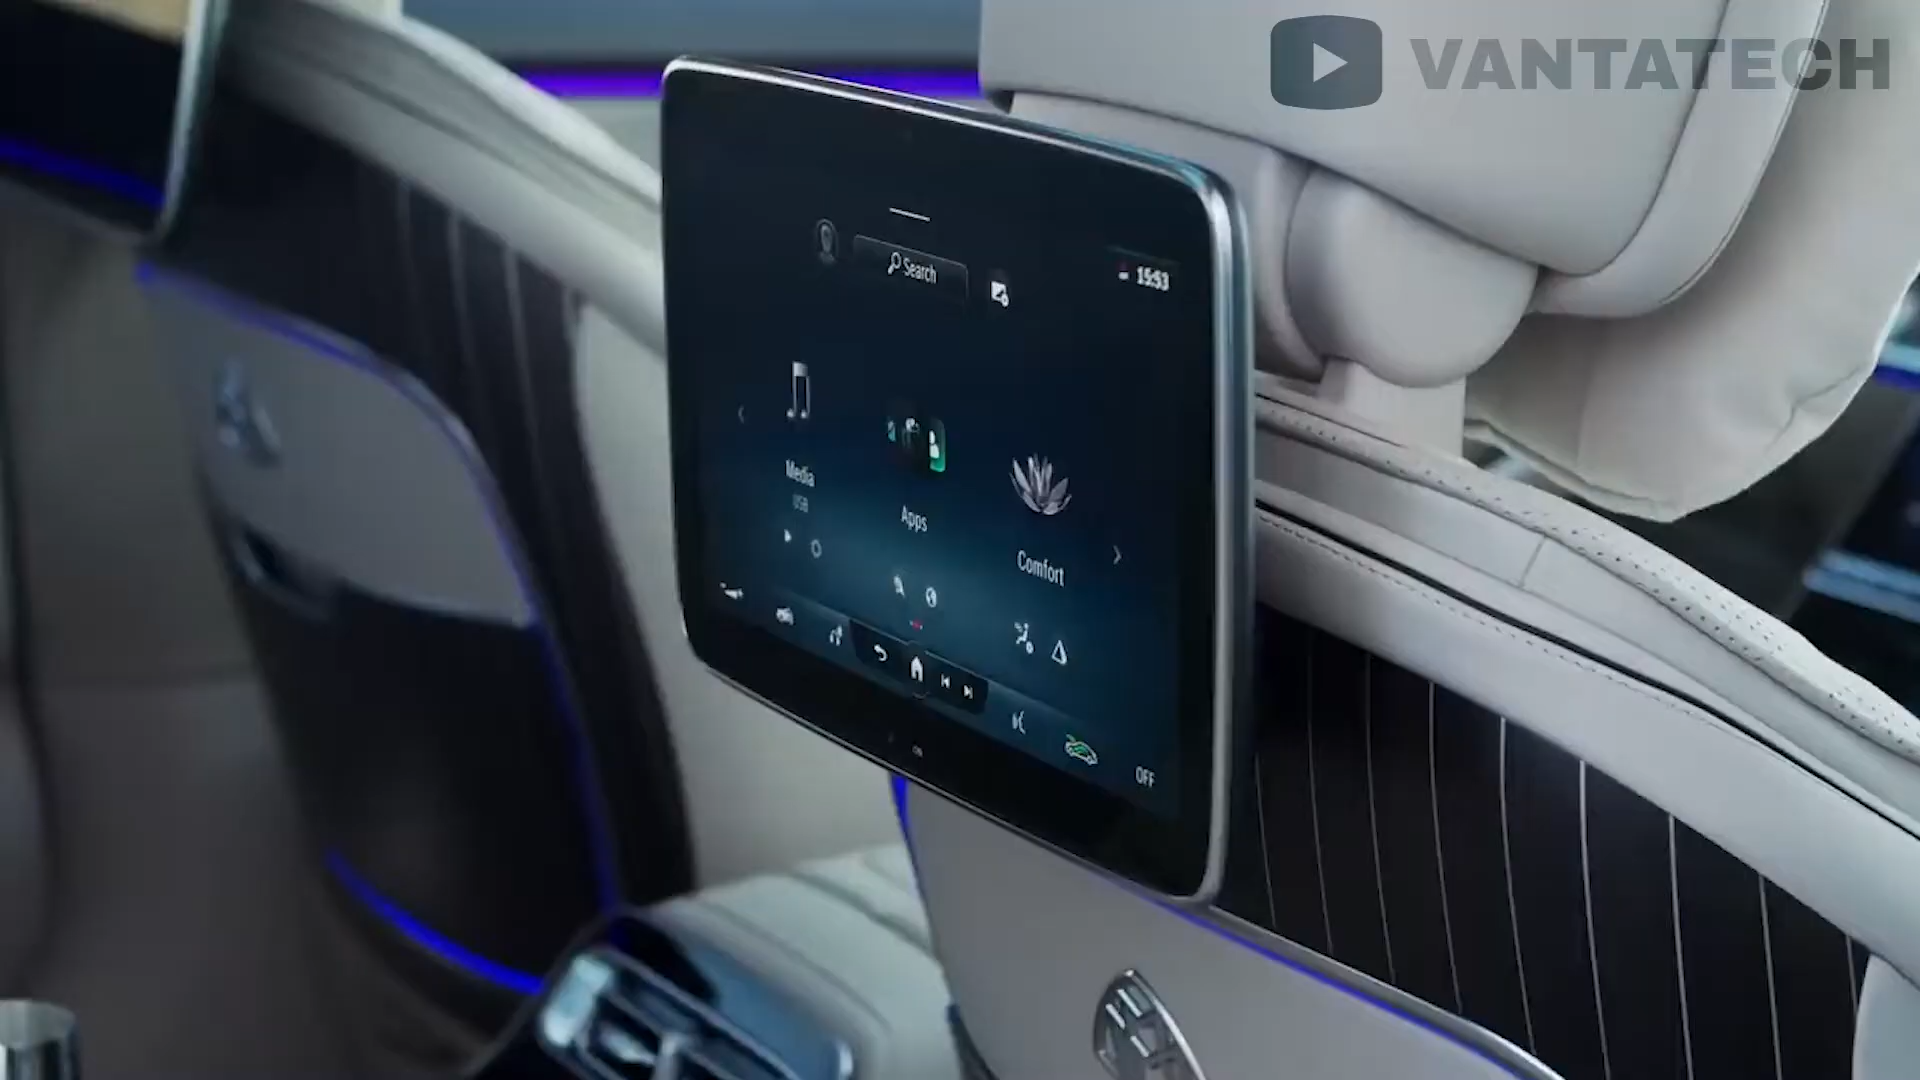 VANTATECH
Search
15:53
Media
USB
Apps
Comfort
OFF